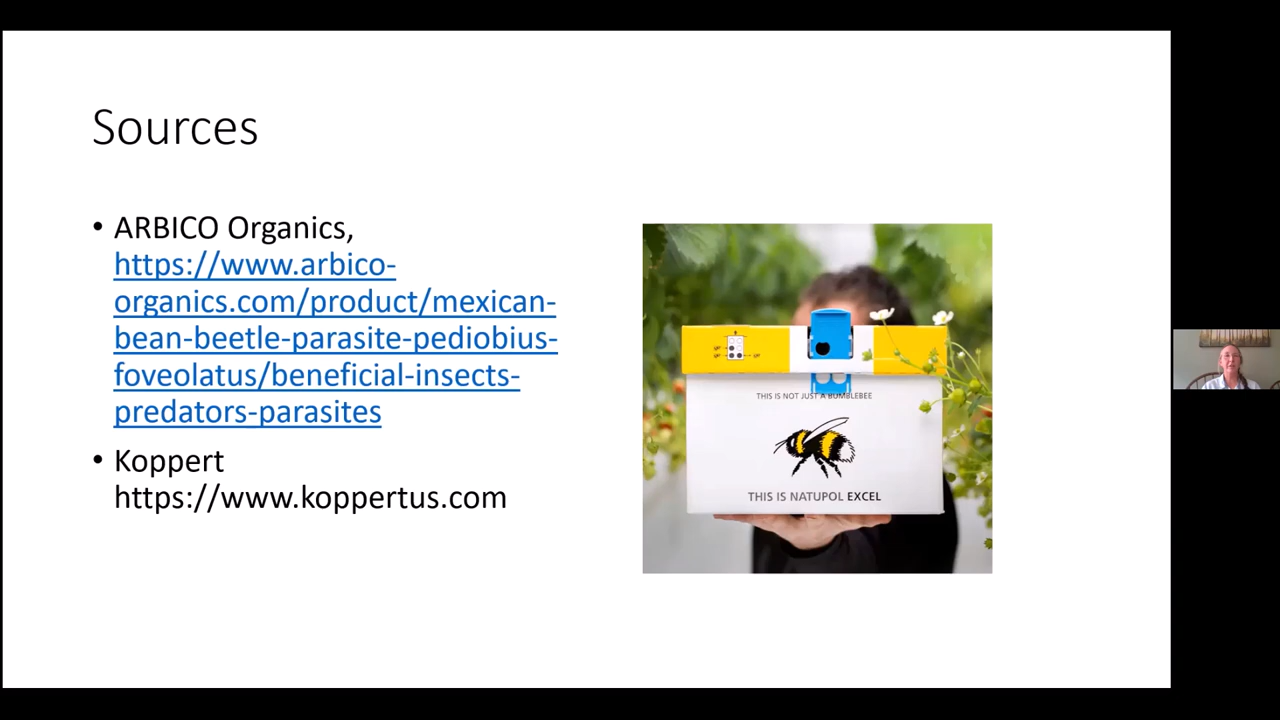 Sources
• ARBICO Organics,
https://www.arbico-
organics.com/product/mexican-
bean-beetle-parasite-pediobius-
foveolatus/beneficial-insects-
predators-parasites
• Koppert
https://www.koppertus.com
THIS IS NOT JUST A BUMBLEBEE
THIS IS NATUPOL EXCEL